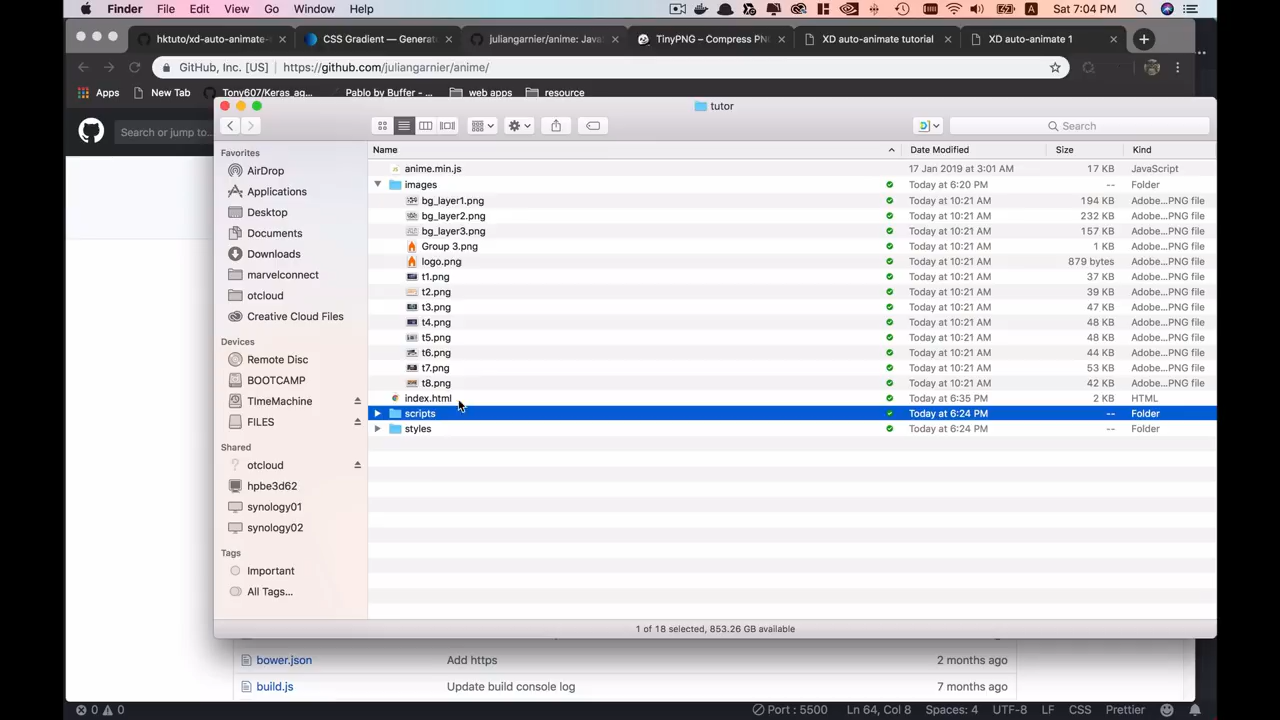 Finder File Edit View Go Window Help Sat 7:04 PM
hktuto/xd-auto-animate- CSS Gradient — Generat juliangarnier/anime: Java TinyPNG – Compress PN XD auto-animate tutorial XD auto-animate 1
GitHub, Inc. [US] https://github.com/juliangarnier/anime/
Apps New Tab Tony607/Keras_ag... Pablo by Buffer - ... web apps resource
Search or jump to...
tutor
Search
Favorites
AirDrop
Applications
Desktop
Documents
Downloads
marvelconnect
otcloud
Creative Cloud Files
Devices
Remote Disc
BOOTCAMP
TImeMachine
FILES
Shared
otcloud
hpbe3d62
synology01
synology02
Tags
Important
All Tags...
Name Date Modified Size Kind
anime.min.js 17 Jan 2019 at 3:01 AM 17 KB JavaScript
images Today at 6:20 PM -- Folder
bg_layer1.png Today at 10:21 AM 194 KB Adobe...PNG file
bg_layer2.png Today at 10:21 AM 232 KB Adobe...PNG file
bg_layer3.png Today at 10:21 AM 157 KB Adobe...PNG file
Group 3.png Today at 10:21 AM 1 KB Adobe...PNG file
logo.png Today at 10:21 AM 879 bytes Adobe...PNG file
t1.png Today at 10:21 AM 37 KB Adobe...PNG file
t2.png Today at 10:21 AM 39 KB Adobe...PNG file
t3.png Today at 10:21 AM 47 KB Adobe...PNG file
t4.png Today at 10:21 AM 48 KB Adobe...PNG file
t5.png Today at 10:21 AM 48 KB Adobe...PNG file
t6.png Today at 10:21 AM 44 KB Adobe...PNG file
t7.png Today at 10:21 AM 53 KB Adobe...PNG file
t8.png Today at 10:21 AM 42 KB Adobe...PNG file
index.html Today at 6:35 PM 2 KB HTML
scripts Today at 6:24 PM -- Folder
styles Today at 6:24 PM -- Folder
1 of 18 selected, 853.26 GB available
bower.json Add https 2 months ago
build.js Update build console log 7 months ago
0 0 Port : 5500 Ln 64, Col 8 Spaces: 4 UTF-8 LF CSS Prettier